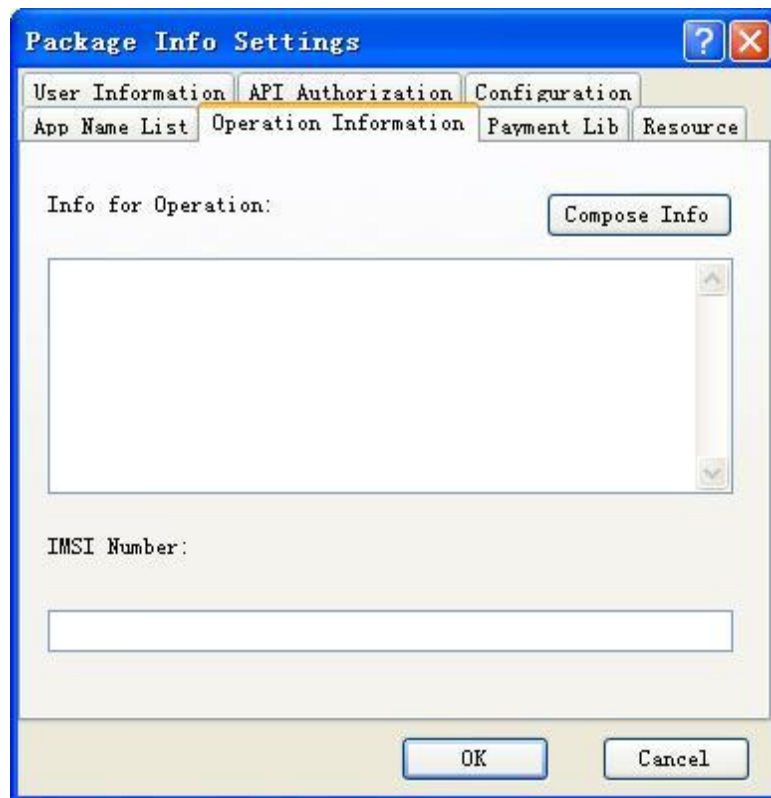 Package Info Settings
?
User Information API Authorization Configuration
App Name List Operation Information Payment Lib Resource
Info for Operation:
Compose Info
IMSI Number:
OK Cancel